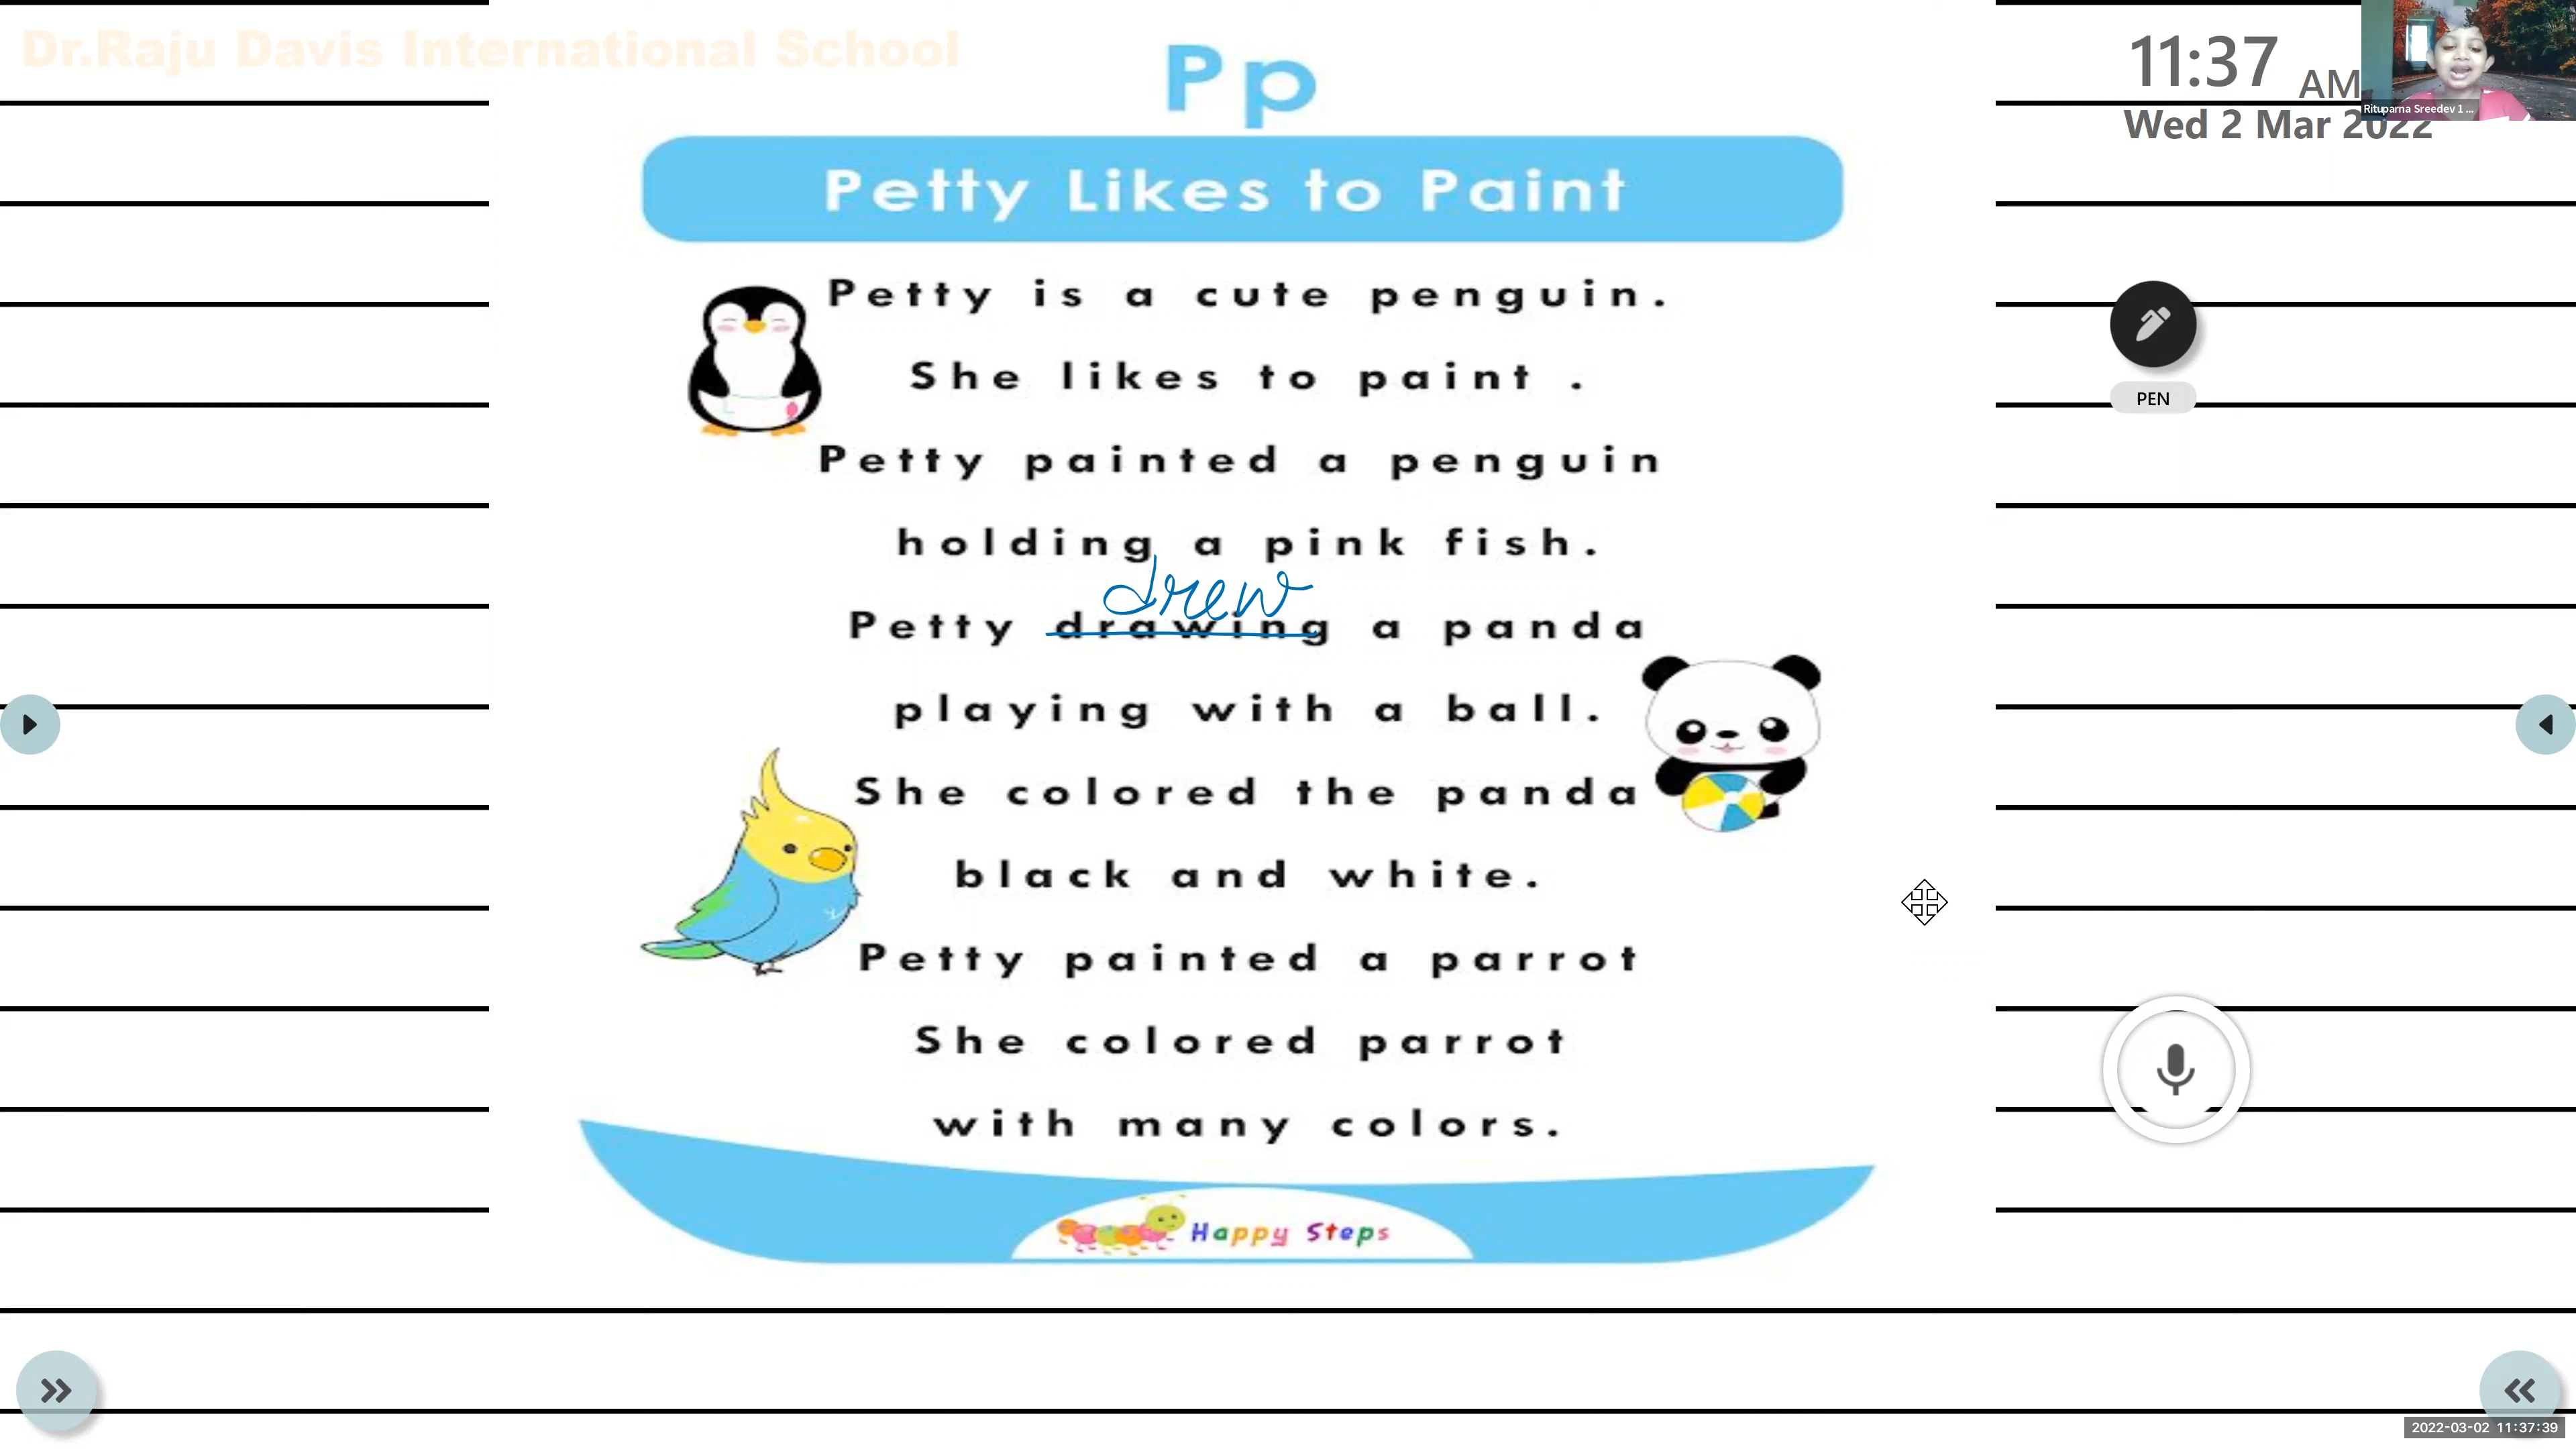 Dr.Raju Davis International School
11:37 AM
Wed 2 Mar 2022
Rituparna Sreedev 1 ...
Pp
Petty Likes to Paint
Petty is a cute penguin.
She likes to paint .
PEN
Petty painted a penguin
holding a pink fish.
drew
Petty drawing a panda
playing with a ball.
She colored the panda
black and white.
Petty painted a parrot
She colored parrot
with many colors.
Happy Steps
2022-03-02 11:37:39